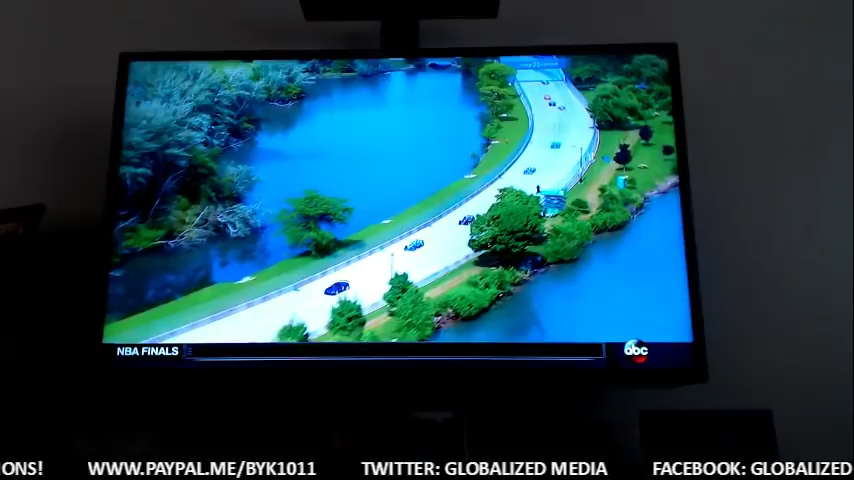 NBA FINALS
abc
ONS! WWW.PAYPAL.ME/BYK1011 TWITTER: GLOBALIZED MEDIA FACEBOOK: GLOBALIZED